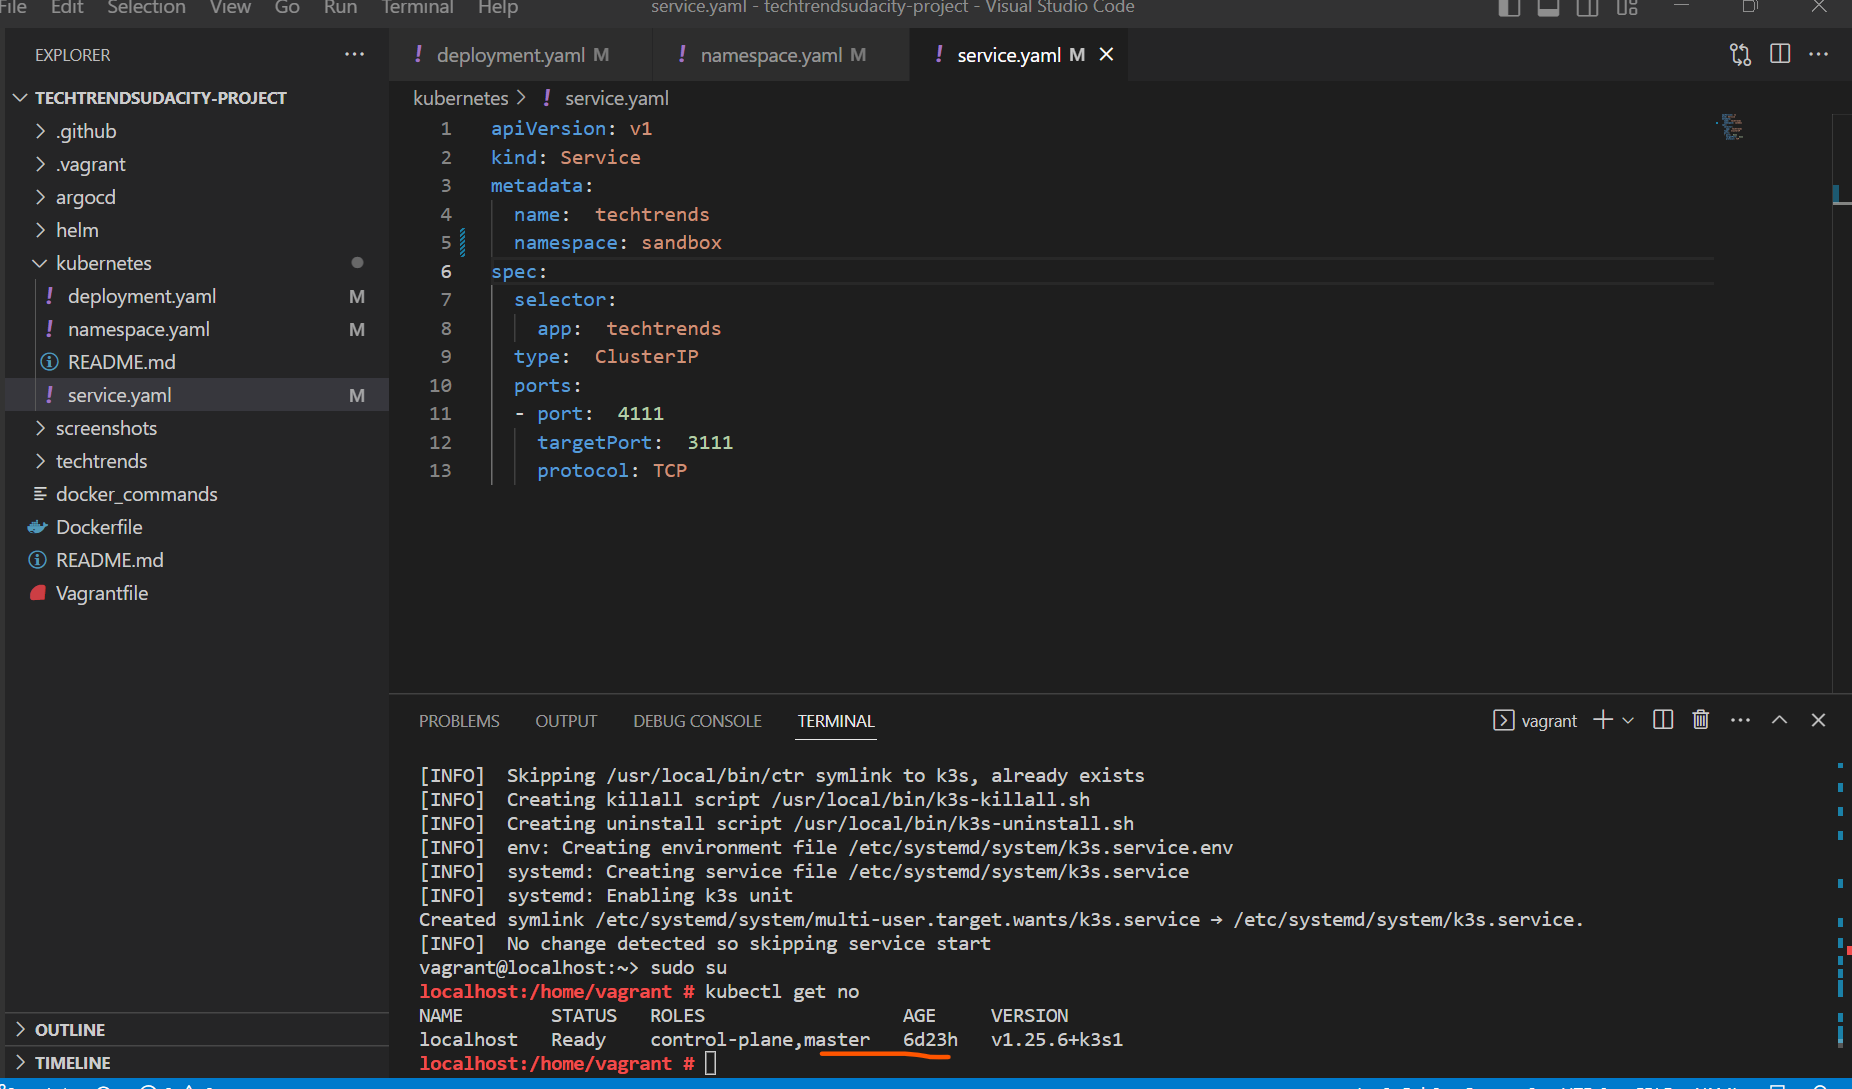 File Edit Selection View Go Run Terminal Help
service.yaml - techtrendsudacity-project - Visual Studio Code
EXPLORER
deployment.yaml M
namespace.yaml M
service.yaml M
TECHTRENDSUDACITY-PROJECT
.github
.vagrant
argocd
helm
kubernetes
deployment.yaml M
namespace.yaml M
README.md
service.yaml M
screenshots
techtrends
docker_commands
Dockerfile
README.md
Vagrantfile
OUTLINE
TIMELINE
kubernetes > service.yaml
1 apiVersion: v1
2 kind: Service
3 metadata:
4 name: techtrends
5 namespace: sandbox
6 spec:
7 selector:
8 app: techtrends
9 type: ClusterIP
10 ports:
11 - port: 4111
12 targetPort: 3111
13 protocol: TCP
PROBLEMS OUTPUT DEBUG CONSOLE TERMINAL
vagrant
[INFO] Skipping /usr/local/bin/ctr symlink to k3s, already exists
[INFO] Creating killall script /usr/local/bin/k3s-killall.sh
[INFO] Creating uninstall script /usr/local/bin/k3s-uninstall.sh
[INFO] env: Creating environment file /etc/systemd/system/k3s.service.env
[INFO] systemd: Creating service file /etc/systemd/system/k3s.service
[INFO] systemd: Enabling k3s unit
Created symlink /etc/systemd/system/multi-user.target.wants/k3s.service → /etc/systemd/system/k3s.service.
[INFO] No change detected so skipping service start
vagrant@localhost:~> sudo su
localhost:/home/vagrant # kubectl get no
NAME STATUS ROLES AGE VERSION
localhost Ready control-plane,master 6d23h v1.25.6+k3s1
localhost:/home/vagrant #